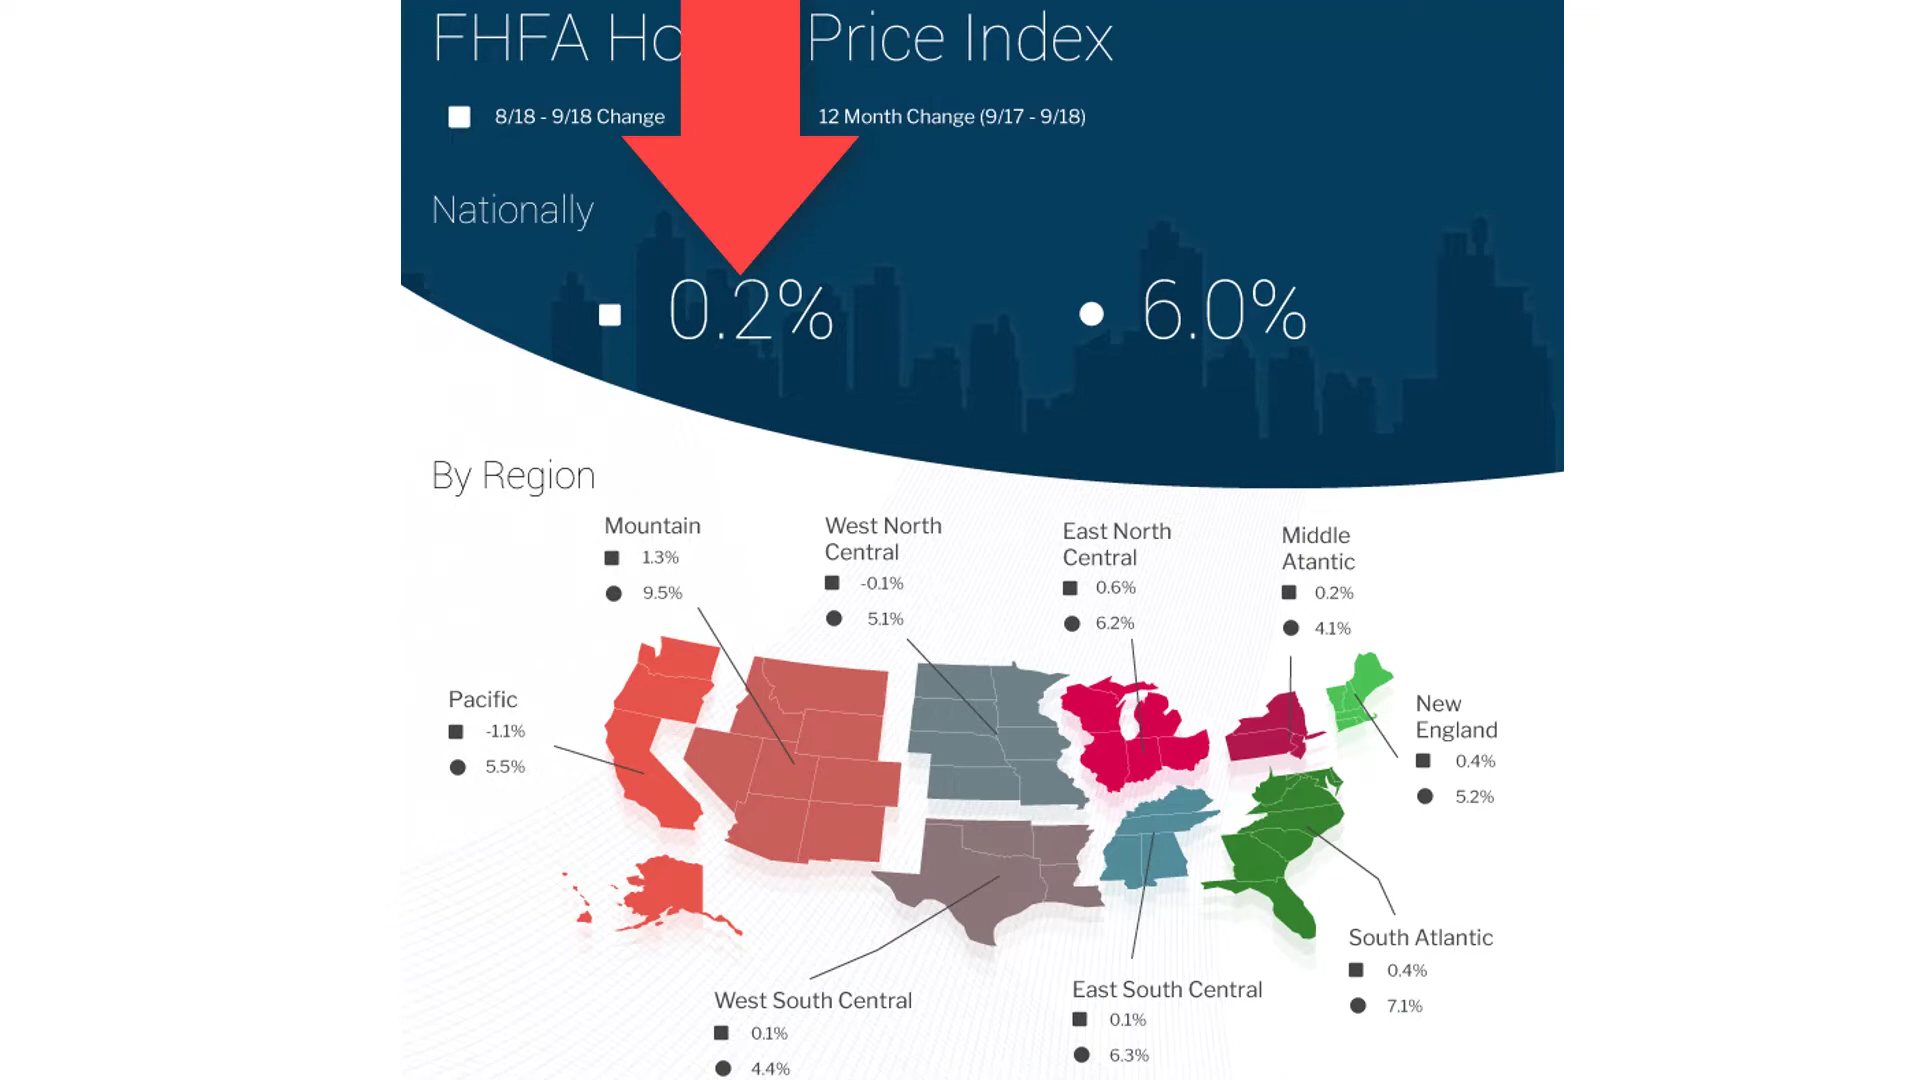 FHFA Ho Price Index
8/18 - 9/18 Change
12 Month Change (9/17 - 9/18)
Nationally
0.2%
6.0%
By Region
Mountain
1.3%
9.5%
West North
Central
-0.1%
5.1%
East North
Central
0.6%
6.2%
Middle
Atantic
0.2%
4.1%
Pacific
-1.1%
5.5%
New
England
0.4%
5.2%
West South Central
0.1%
4.4%
East South Central
0.1%
6.3%
South Atlantic
0.4%
7.1%